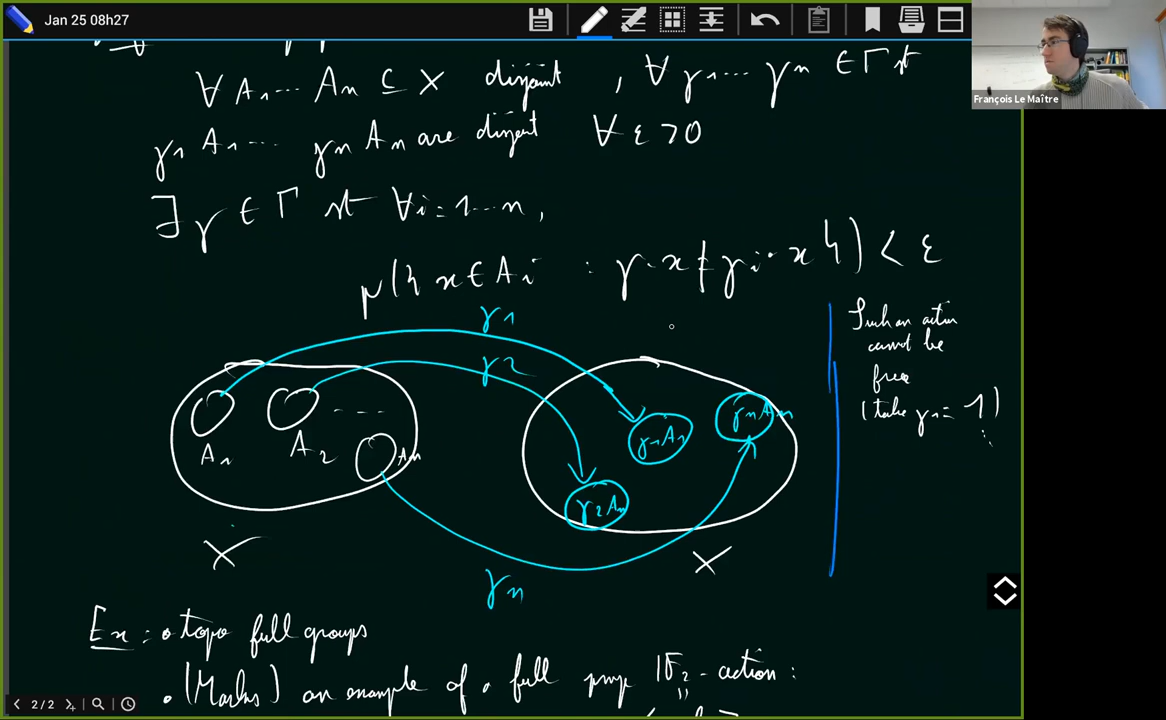 Jan 25 08h27
François Le Maître
∀ A₁... Aₙ ⊆ X disjoint , ∀ γ₁... γₙ ∈ Γ st
γ₁ A₁... γₙ Aₙ are disjoint ∀ ε > 0
∃ γ ∈ Γ st ∀ i = 1...n,
μ({ x ∈ Aᵢ : γ·x ≠ γᵢ·x }) < ε
γ₁
γ₂
A₁ A₂ .... Aₙ
γ₁A₁ γₙAₙ
γ₂Aₙ
X X
γₙ
Such an action
cannot be
free
(take γ₁ = 1)
Ex: • topo full groups
• (Marks) an example of a full pmp 𝔽₂-action:
2/2